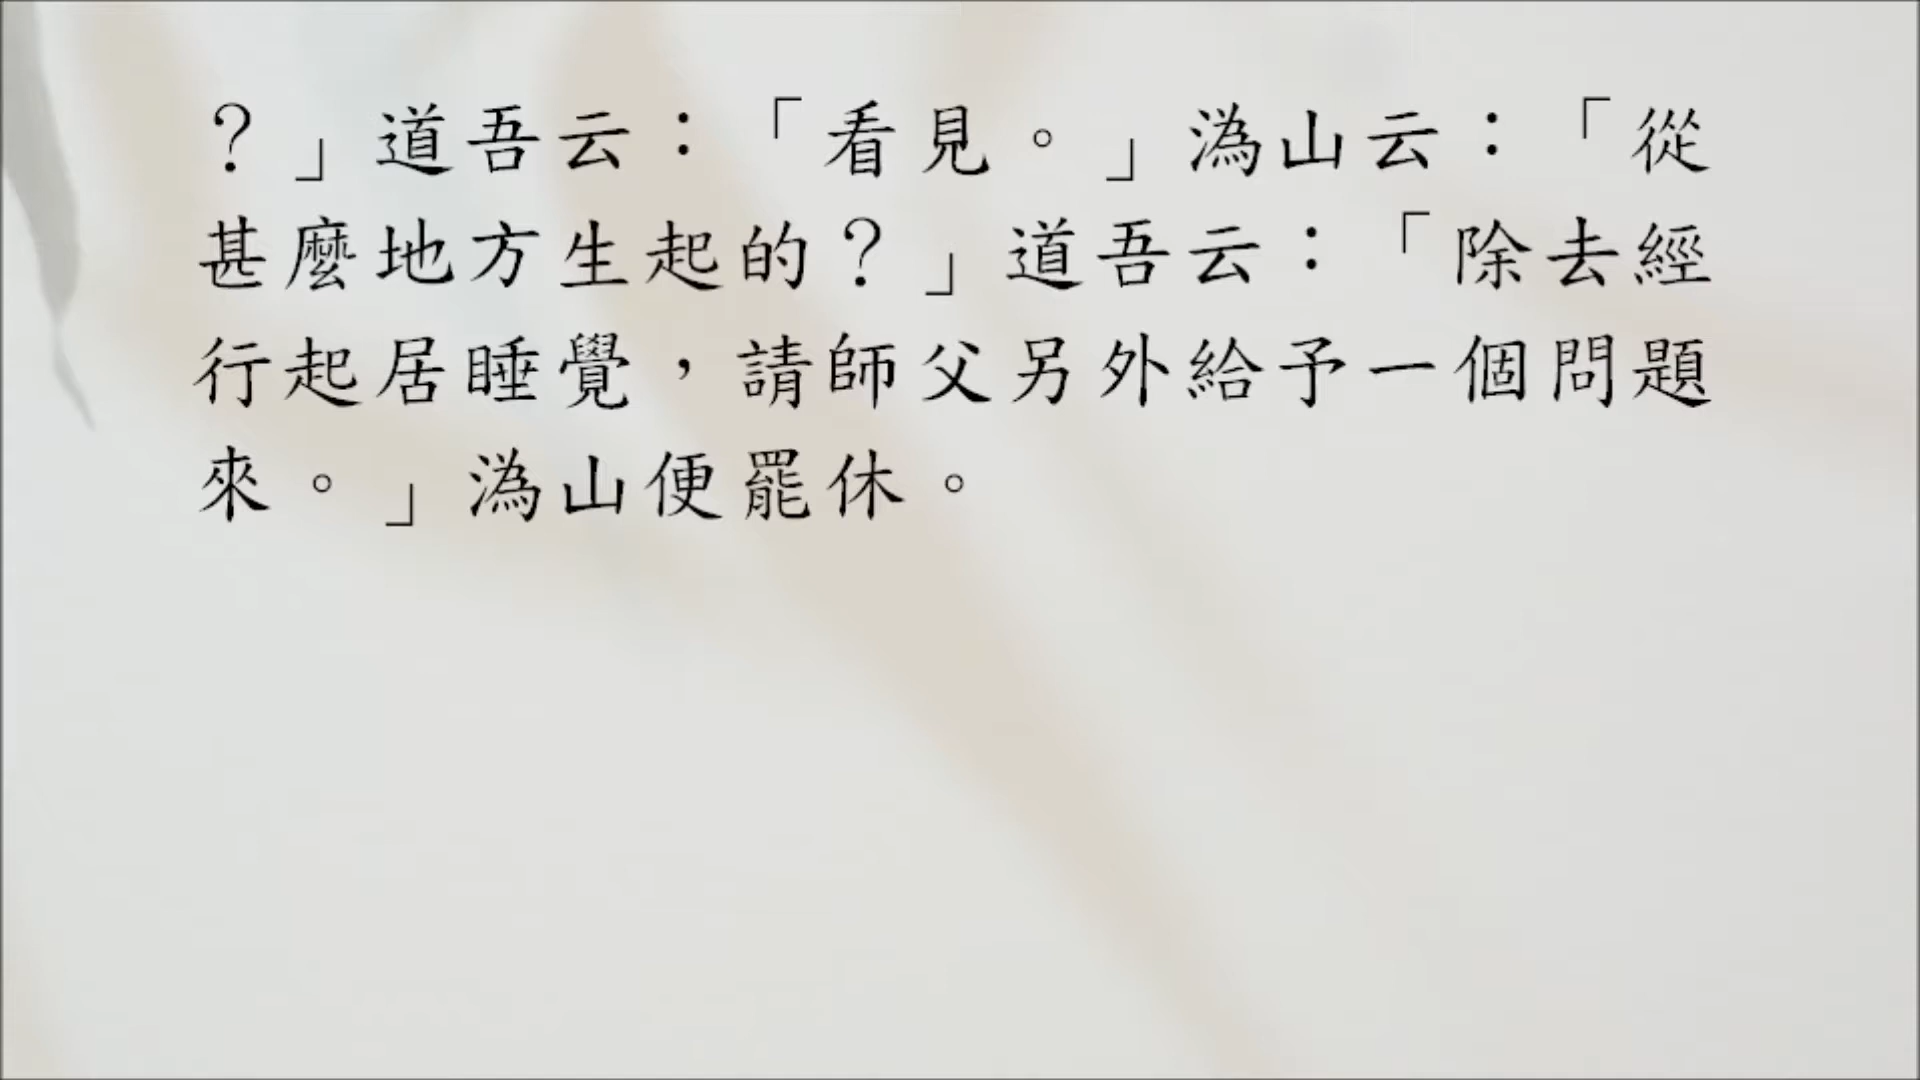 ？」道吾云：「看見。」溈山云：「從
甚麼地方生起的？」道吾云：「除去經
行起居睡覺，請師父另外給予一個問題
來。」溈山便罷休。